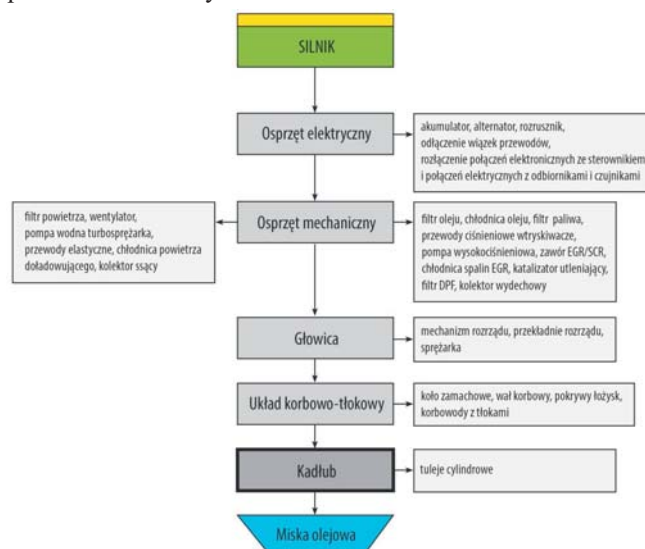 SILNIK
Osprzęt elektryczny
akumulator, alternator, rozrusznik,
odłączenie wiązek przewodów,
rozłączenie połączeń elektronicznych ze sterownikiem
i połączeń elektrycznych z odbiornikami i czujnikami
filtr powietrza, wentylator,
pompa wodna turbosprężarka,
przewody elastyczne, chłodnica powietrza
doładowującego, kolektor ssący
Osprzęt mechaniczny
filtr oleju, chłodnica oleju, filtr paliwa,
przewody ciśnieniowe wtryskiwacze,
pompa wysokociśnieniowa, zawór EGR/SCR,
chłodnica spalin EGR, katalizator utleniający,
filtr DPF, kolektor wydechowy
Głowica
mechanizm rozrządu, przekładnie rozrządu,
sprężarka
Układ korbowo-tłokowy
koło zamachowe, wał korbowy, pokrywy łożysk,
korbowody z tłokami
Kadłub
tuleje cylindrowe
Miska olejowa